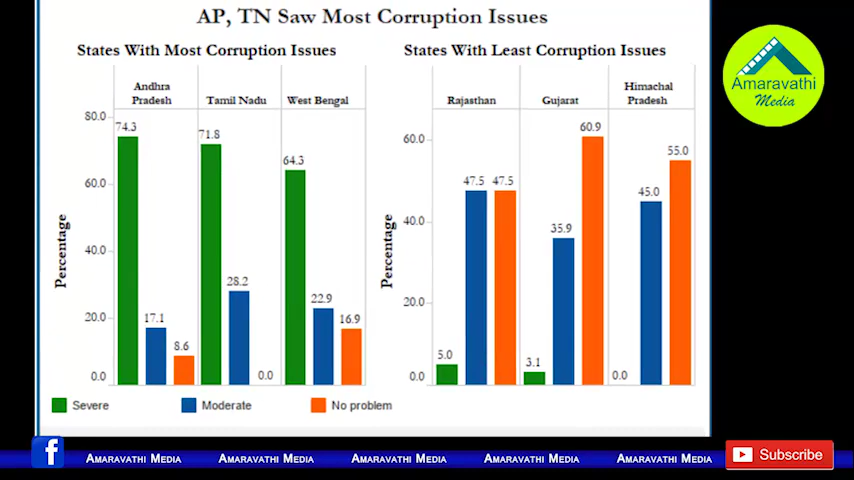 AP, TN Saw Most Corruption Issues
States With Most Corruption Issues
Andhra
Pradesh
Tamil Nadu
West Bengal
Percentage
80.0
60.0
40.0
20.0
0.0
74.3
17.1
8.6
71.8
28.2
0.0
64.3
22.9
16.9
States With Least Corruption Issues
Rajasthan
Gujarat
Himachal
Pradesh
Percentage
60.0
40.0
20.0
0.0
5.0
47.5
47.5
3.1
35.9
60.9
0.0
45.0
55.0
Severe
Moderate
No problem
Amaravathi
Media
f
AMARAVATHI MEDIA
AMARAVATHI MEDIA
AMARAVATHI MEDIA
AMARAVATHI MEDIA
AMARAVATHI MEDIA
Subscribe